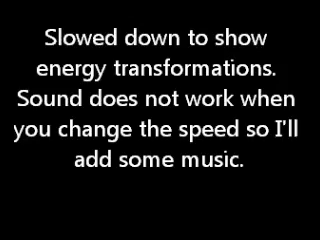 Slowed down to show
energy transformations.
Sound does not work when
you change the speed so I'll
add some music.